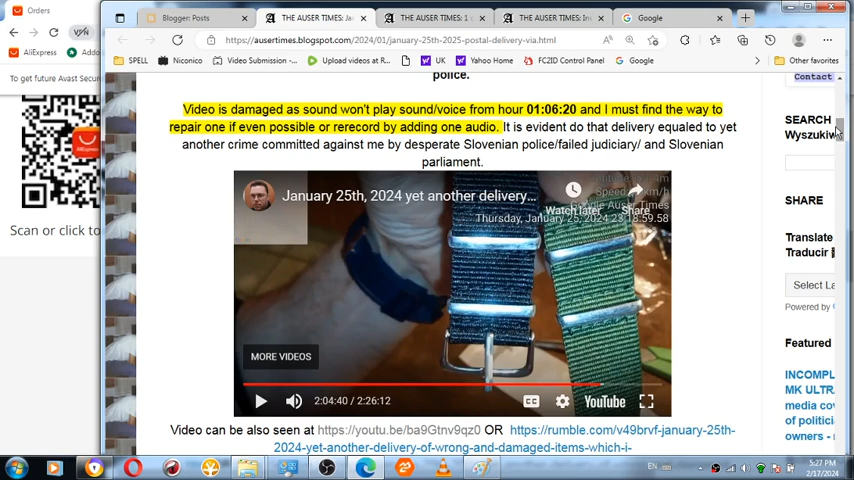 Orders
Blogger: Posts
THE AUSER TIMES: Ja
THE AUSER TIMES: 1
THE AUSER TIMES: In
Google
https://ausertimes.blogspot.com/2024/01/january-25th-2025-postal-delivery-via.html
AliExpress
Addo
SPELL
Niconico
Video Submission -...
Upload videos at R...
UK
Yahoo Home
FC2ID Control Panel
Google
Other favorites
To get future Avast Secur
police.
Contact
Video is damaged as sound won't play sound/voice from hour 01:06:20 and I must find the way to
repair one if even possible or rerecord by adding one audio. It is evident do that delivery equaled to yet
another crime committed against me by desperate Slovenian police/failed judiciary/ and Slovenian
parliament.
SEARCH
Wyszukiw
AliExpress
Scan or click to
January 25th, 2024 yet another delivery...
Watch later
Share
Thursday, January 25, 2024 23:18:59.58
MORE VIDEOS
2:04:40 / 2:26:12
CC
YouTube
SHARE
Translate
Traducir
Select La
Powered by
Featured
INCOMPL
MK ULTRA
media cov
of politici
owners -
Video can be also seen at https://youtu.be/ba9Gtnv9qz0 OR https://rumble.com/v49brvf-january-25th-
2024-yet-another-delivery-of-wrong-and-damaged-items-which-i-
EN
5:27 PM
2/17/2024